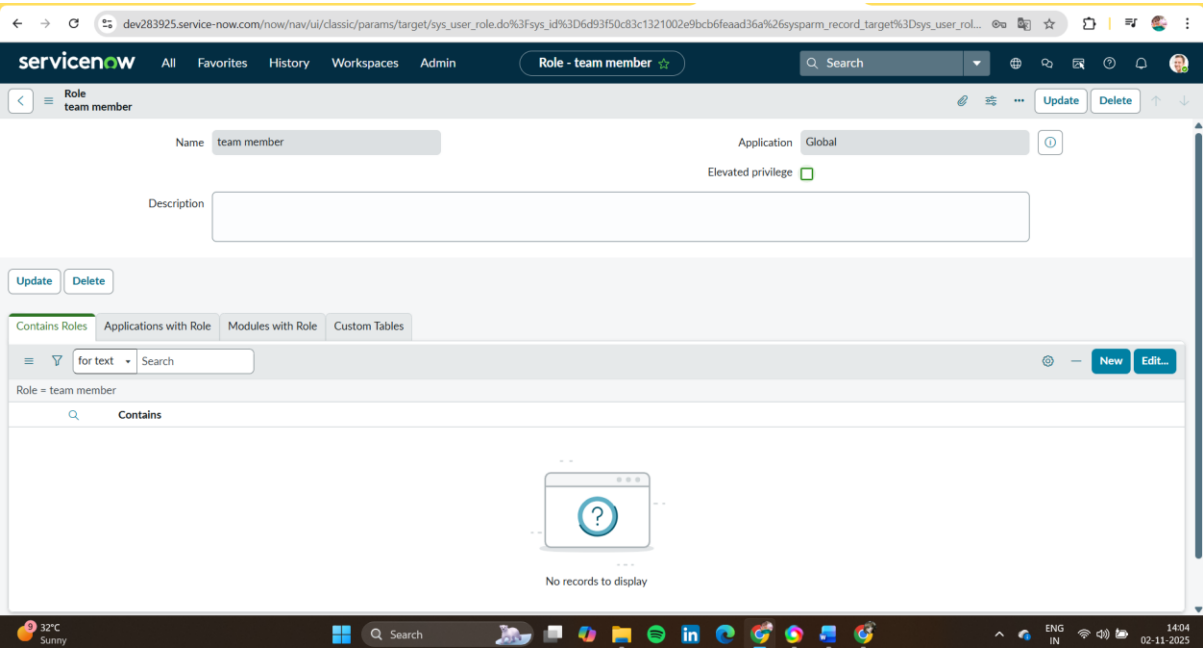 dev283925.service-now.com/now/nav/ui/classic/params/target/sys_user_role.do%3Fsys_id%3D6d93f50c83c1321002e9bcb6feaad36a%26sysparm_record_target%3Dsys_user_rol...
servicenow All Favorites History Workspaces Admin Role - team member Search
Role
team member
Update Delete
Name team member Application Global
Elevated privilege
Description
Update Delete
Contains Roles Applications with Role Modules with Role Custom Tables
for text Search New Edit...
Role = team member
Contains
?
No records to display
9 32°C
Sunny
Search
ENG
IN
14:04
02-11-2025